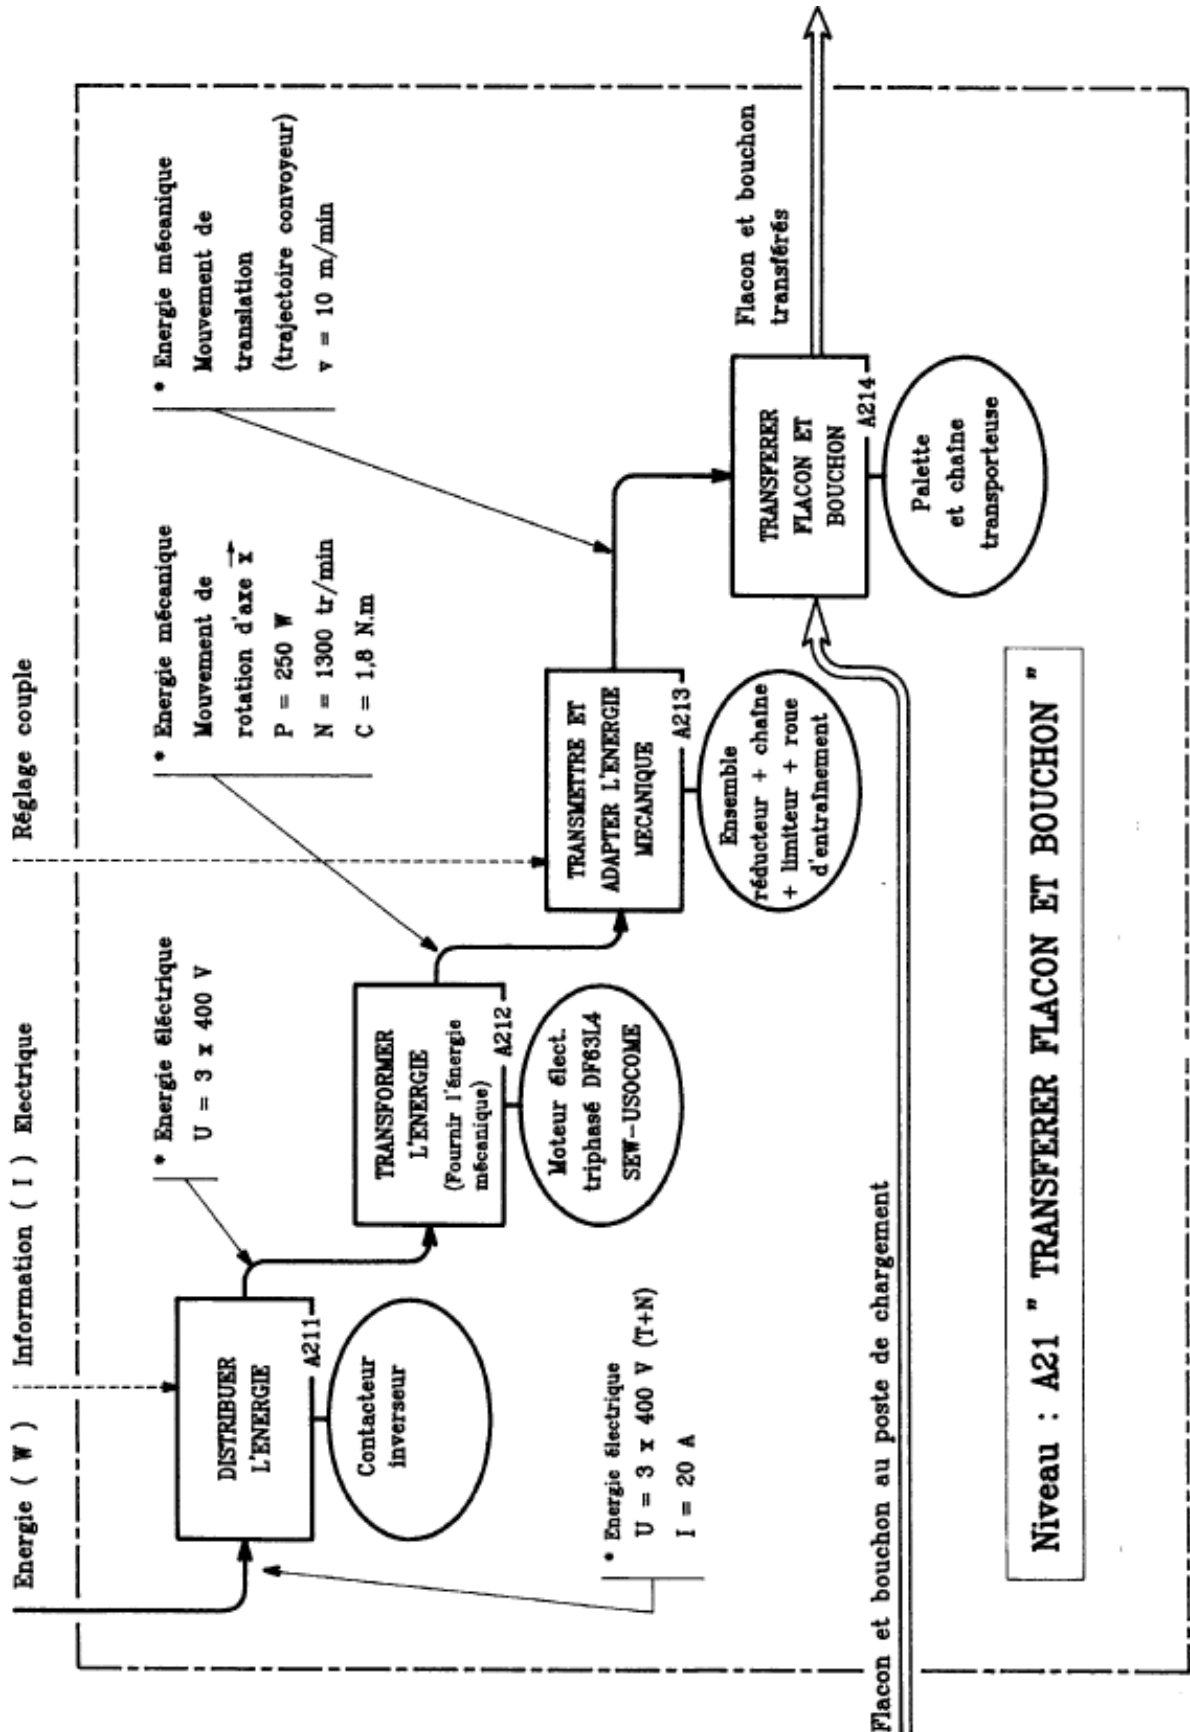 Energie ( W )
Information ( I ) Electrique
Réglage couple
* Energie éléctrique
U = 3 x 400 V
* Energie mécanique
Mouvement de
rotation d'axe x
P = 250 W
N = 1300 tr/min
C = 1,8 N.m
* Energie mécanique
Mouvement de
translation
(trajectoire convoyeur)
v = 10 m/min
DISTRIBUER
L'ENERGIE
A211
Contacteur
inverseur
* Energie électrique
U = 3 x 400 V (T+N)
I = 20 A
TRANSFORMER
L'ENERGIE
(Fournir l'énergie
mécanique)
A212
Moteur élect.
triphasé DF63L4
SEW-USOCOME
TRANSMETTRE ET
ADAPTER L'ENERGIE
MECANIQUE
A213
Ensemble
réducteur + chaîne
+ limiteur + roue
d'entraînement
TRANSFERER
FLACON ET
BOUCHON
A214
Palette
et chaîne
transporteuse
Flacon et bouchon
transférés
Flacon et bouchon au poste de chargement
Niveau : A21 " TRANSFERER FLACON ET BOUCHON "